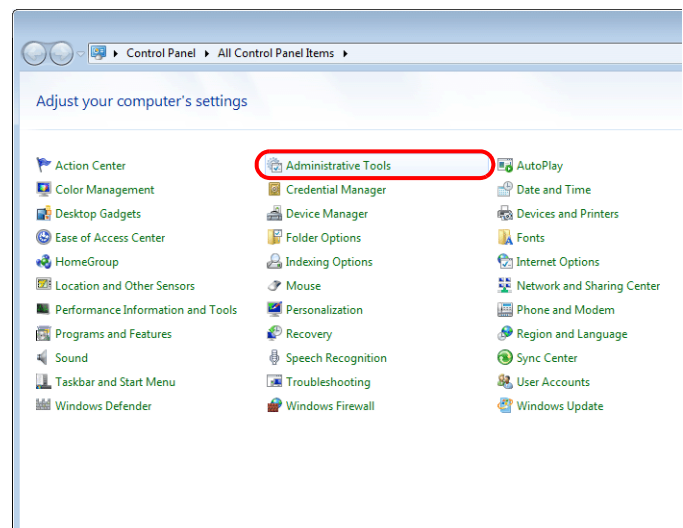 Control Panel ▸ All Control Panel Items ▸
Adjust your computer's settings
Action Center Administrative Tools AutoPlay
Color Management Credential Manager Date and Time
Desktop Gadgets Device Manager Devices and Printers
Ease of Access Center Folder Options Fonts
HomeGroup Indexing Options Internet Options
Location and Other Sensors Mouse Network and Sharing Center
Performance Information and Tools Personalization Phone and Modem
Programs and Features Recovery Region and Language
Sound Speech Recognition Sync Center
Taskbar and Start Menu Troubleshooting User Accounts
Windows Defender Windows Firewall Windows Update